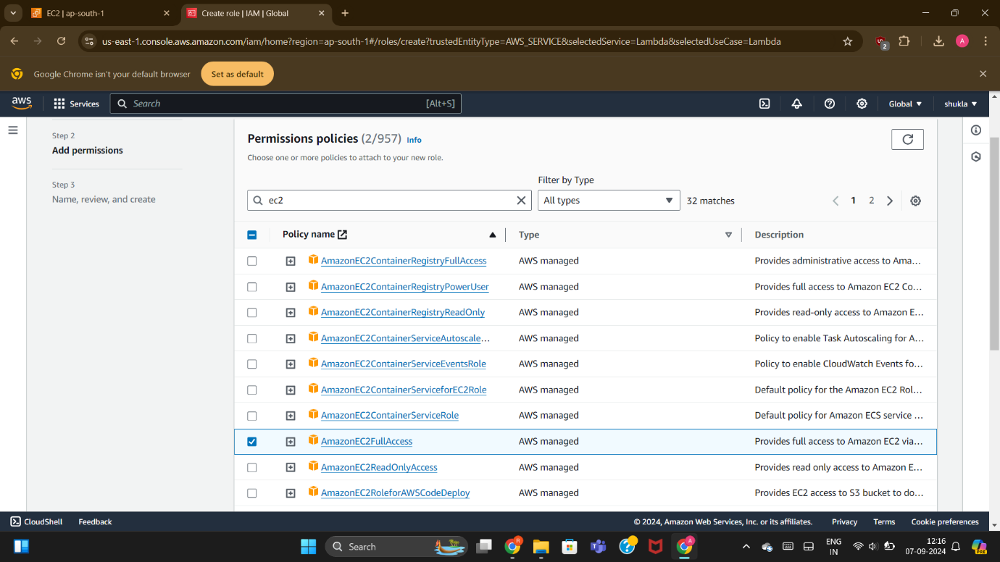 EC2 | ap-south-1
Create role | IAM | Global
us-east-1.console.aws.amazon.com/iam/home?region=ap-south-1#/roles/create?trustedEntityType=AWS_SERVICE&selectedService=Lambda&selectedUseCase=Lambda
2
A
Google Chrome isn't your default browser
Set as default
aws
Services
Search
[Alt+S]
Global
shukla
Step 2
Add permissions
Step 3
Name, review, and create
Permissions policies (2/957) Info
Choose one or more policies to attach to your new role.
Filter by Type
ec2
All types
32 matches
1 2
Policy name Type Description
AmazonEC2ContainerRegistryFullAccess AWS managed Provides administrative access to Ama...
AmazonEC2ContainerRegistryPowerUser AWS managed Provides full access to Amazon EC2 Co...
AmazonEC2ContainerRegistryReadOnly AWS managed Provides read-only access to Amazon E...
AmazonEC2ContainerServiceAutoscale... AWS managed Policy to enable Task Autoscaling for A...
AmazonEC2ContainerServiceEventsRole AWS managed Policy to enable CloudWatch Events fo...
AmazonEC2ContainerServiceforEC2Role AWS managed Default policy for the Amazon EC2 Rol...
AmazonEC2ContainerServiceRole AWS managed Default policy for Amazon ECS service ...
AmazonEC2FullAccess AWS managed Provides full access to Amazon EC2 via...
AmazonEC2ReadOnlyAccess AWS managed Provides read only access to Amazon E...
AmazonEC2RoleforAWSCodeDeploy AWS managed Provides EC2 access to S3 bucket to do...
CloudShell Feedback © 2024, Amazon Web Services, Inc. or its affiliates. Privacy Terms Cookie preferences
Search
R
A
ENG
IN
12:16
07-09-2024
PRE